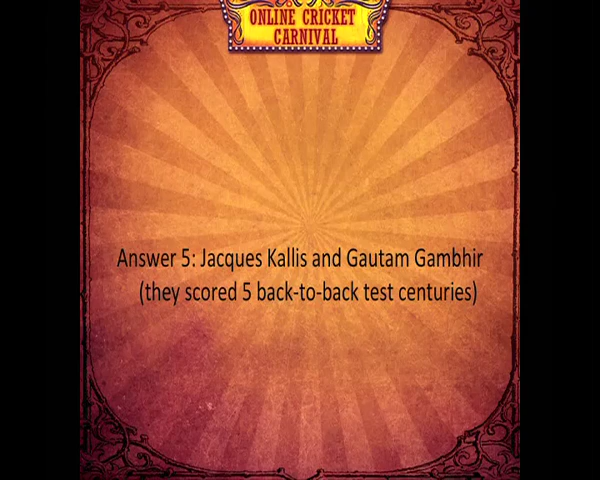 ONLINE CRICKET
CARNIVAL
Answer 5: Jacques Kallis and Gautam Gambhir
(they scored 5 back-to-back test centuries)